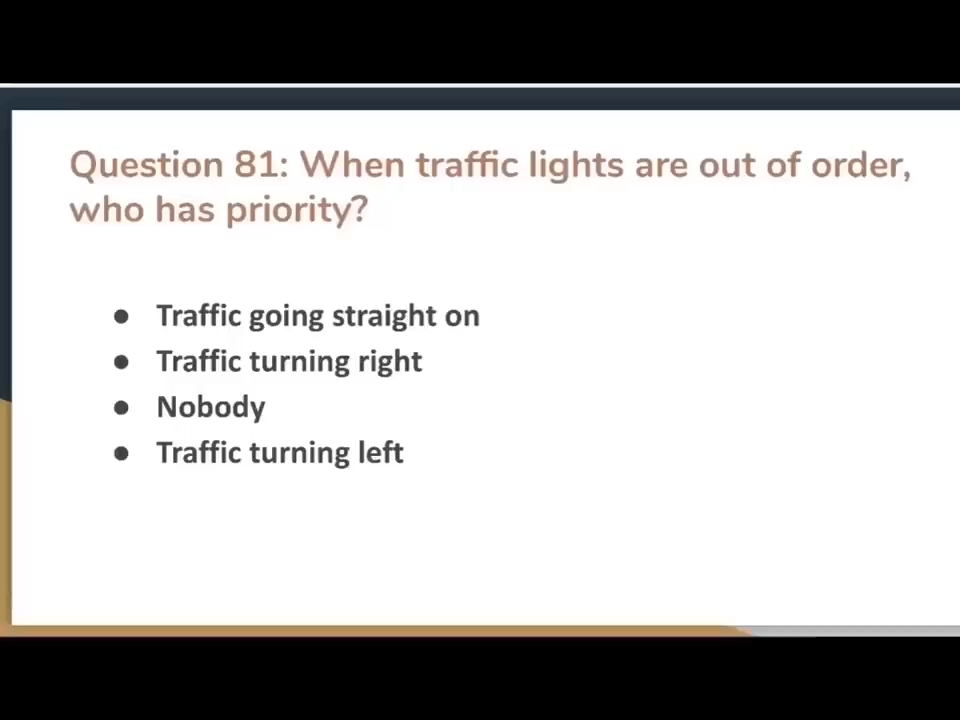 Question 81: When traffic lights are out of order,
who has priority?
● Traffic going straight on
● Traffic turning right
● Nobody
● Traffic turning left